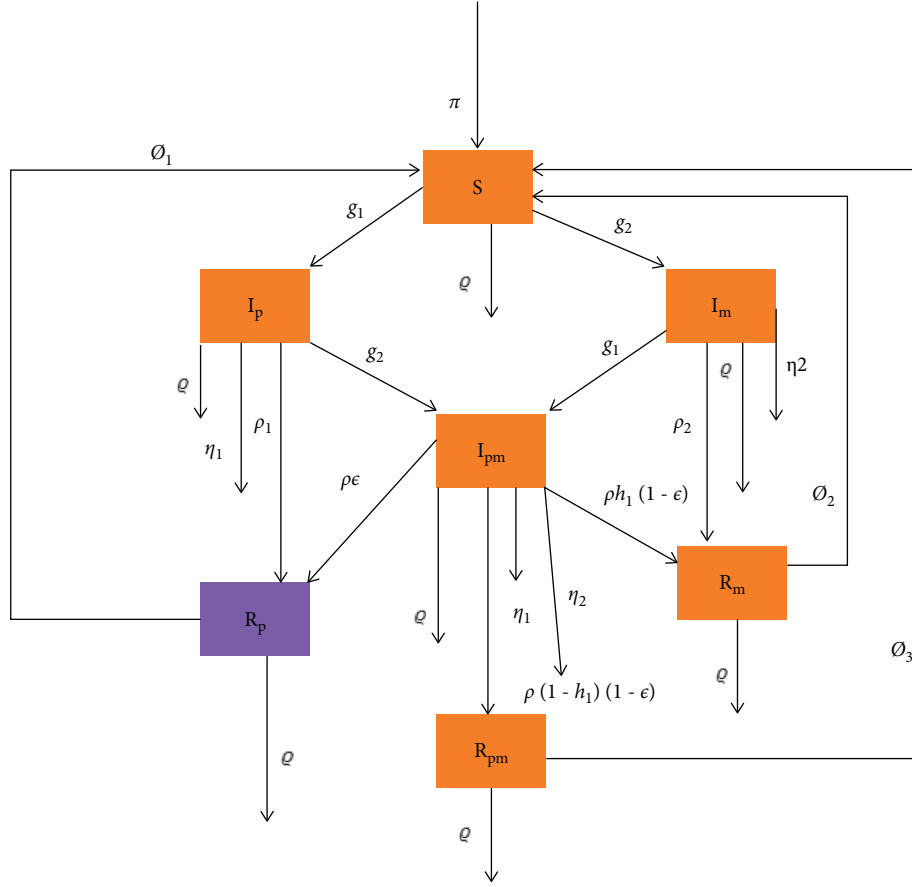 π
Ø₁
S
g₁
g₂
ϱ
Iₚ
Iₘ
g₂
g₁
ϱ
ϱ
η2
η₁
ρ₁
ρ₂
Iₚₘ
ρϵ
ρh₁ (1 - ϵ)
Ø₂
Rₘ
η₂
η₁
ϱ
Rₚ
Ø₃
ϱ
ρ (1 - h₁) (1 - ϵ)
Rₚₘ
ϱ
ϱ